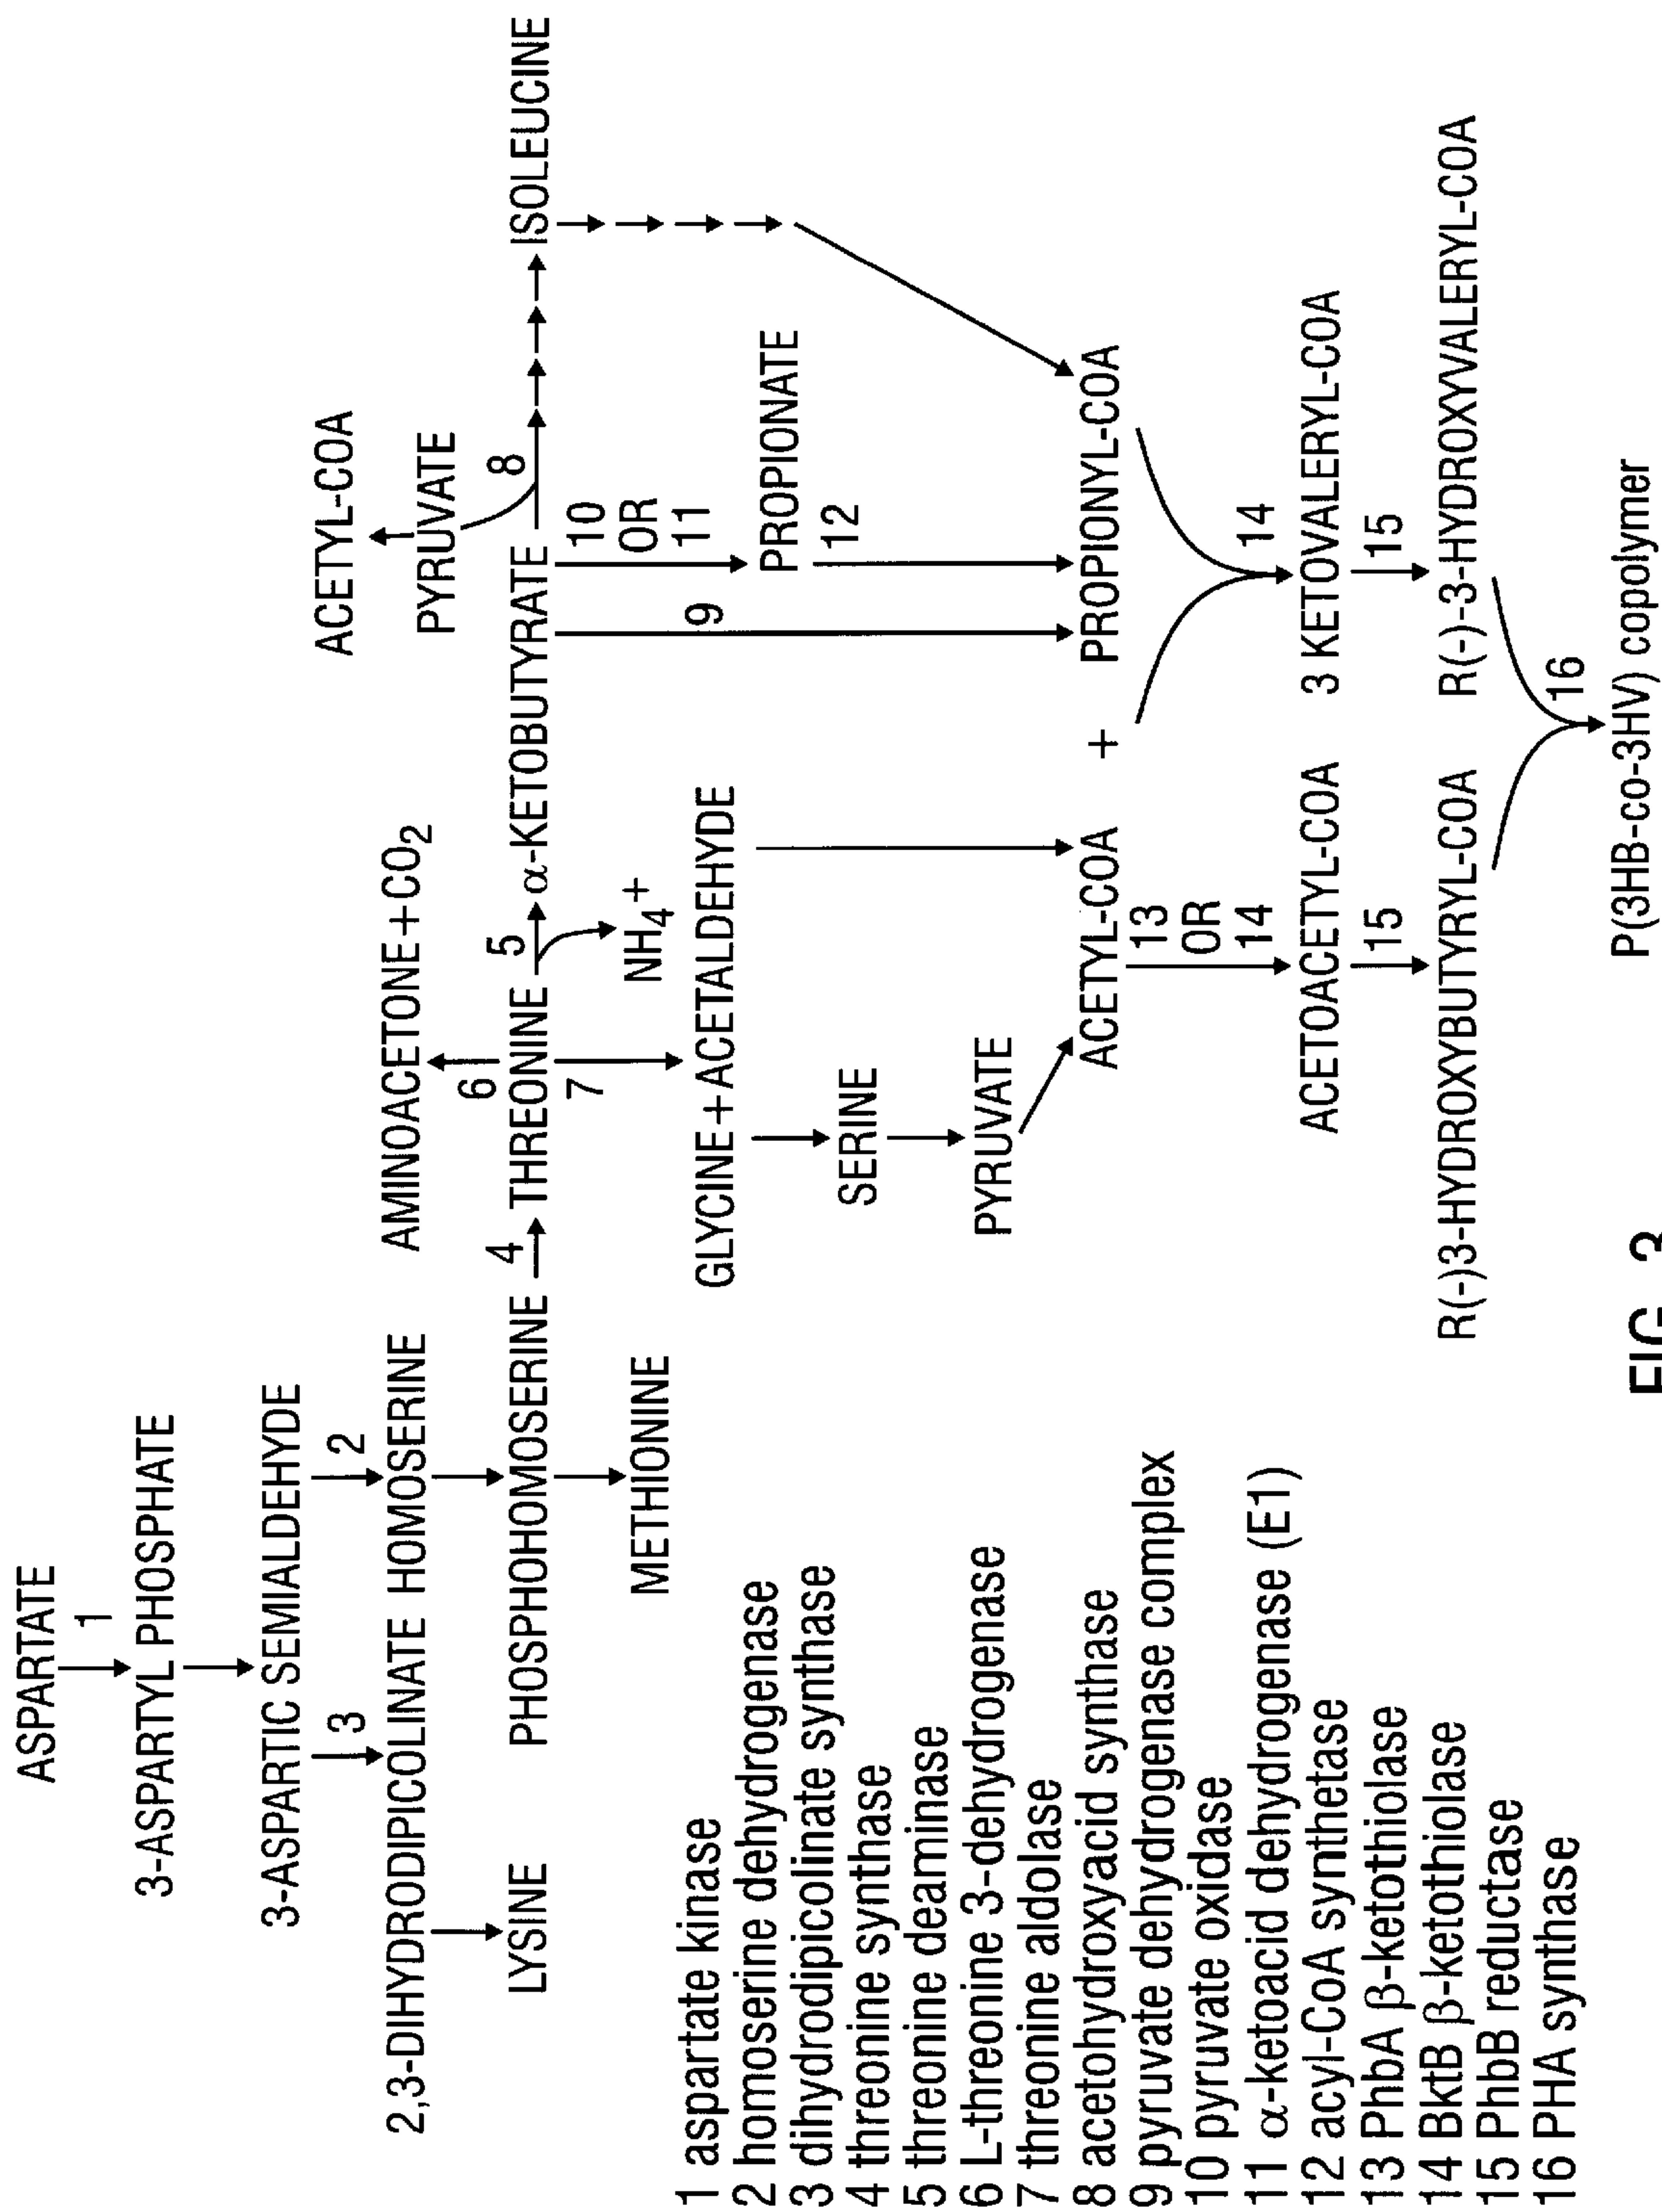 ASPARTATE
1
3-ASPARTYL PHOSPHATE
3-ASPARTIC SEMIALDEHYDE
3
2
2,3-DIHYDRODIPICOLINATE HOMOSERINE
LYSINE
PHOSPHOHOMOSERINE
METHIONINE
4
THREONINE
6
AMINOACETONE+CO2
7
GLYCINE+ACETALDEHYDE
SERINE
PYRUVATE
5
NH4+
α-KETOBUTYRATE
ACETYL-COA
PYRUVATE
8
ISOLEUCINE
9
10
OR
11
PROPIONATE
12
ACETYL-COA + PROPIONYL-COA
13
OR
14
14
ACETOACETYL-COA 3 KETOVALERYL-COA
15
15
R(-)3-HYDROXYBUTYRYL-COA R(-)-3-HYDROXYVALERYL-COA
16
P(3HB-co-3HV) copolymer
1 aspartate kinase
2 homoserine dehydrogenase
3 dihydrodipicolinate synthase
4 threonine synthase
5 threonine deaminase
6 L-threonine 3-dehydrogenase
7 threonine aldolase
8 acetohydroxyacid synthase
9 pyruvate dehydrogenase complex
10 pyruvate oxidase
11 α-ketoacid dehydrogenase (E1)
12 acyl-CoA synthetase
13 PhbA β-ketothiolase
14 BktB β-ketothiolase
15 PhbB reductase
16 PHA synthase
FIG. 3